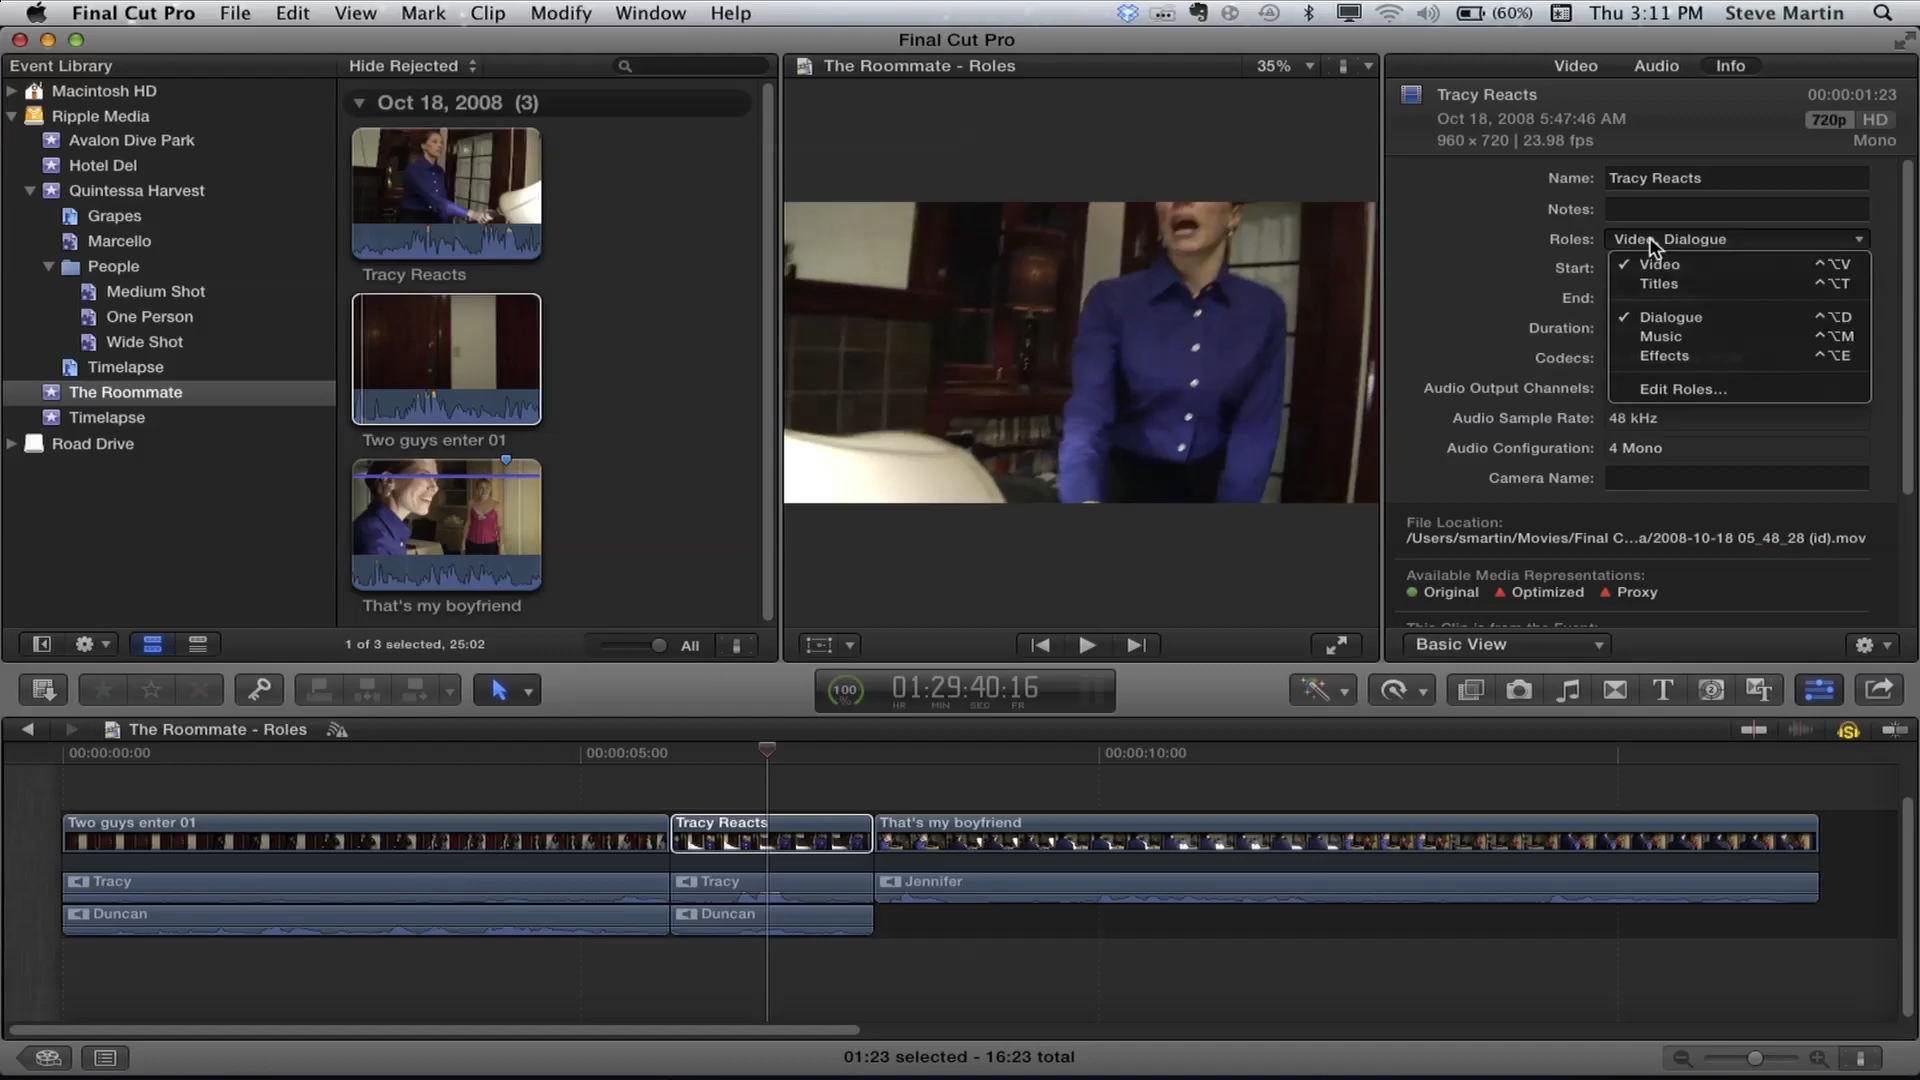 Final Cut Pro File Edit View Mark Clip Modify Window Help (60%) Thu 3:11 PM Steve Martin
Final Cut Pro
Event Library
Macintosh HD
Ripple Media
Avalon Dive Park
Hotel Del
Quintessa Harvest
Grapes
Marcello
People
Medium Shot
One Person
Wide Shot
Timelapse
The Roommate
Timelapse
Road Drive
Hide Rejected
Oct 18, 2008 (3)
Tracy Reacts
Two guys enter 01
That's my boyfriend
1 of 3 selected, 25:02
All
The Roommate - Roles
35%
Video Audio Info
Tracy Reacts 00:00:01:23
Oct 18, 2008 5:47:46 AM 720p HD
960 × 720 | 23.98 fps Mono
Name: Tracy Reacts
Notes:
Roles: Video, Dialogue
Start:
End:
Duration:
Codecs:
Audio Output Channels:
Video ^⌥V
Titles ^⌥T
Dialogue ^⌥D
Music ^⌥M
Effects ^⌥E
Edit Roles...
Audio Sample Rate: 48 kHz
Audio Configuration: 4 Mono
Camera Name:
File Location:
/Users/smartin/Movies/Final C...a/2008-10-18 05_48_28 (id).mov
Available Media Representations:
Original Optimized Proxy
This Clip is from the Event:
Basic View
100
%
01:29:40:16
HR MIN SEC FR
The Roommate - Roles
00:00:00:00 00:00:05:00 00:00:10:00
Two guys enter 01 Tracy Reacts That's my boyfriend
Tracy Tracy Jennifer
Duncan Duncan
01:23 selected - 16:23 total